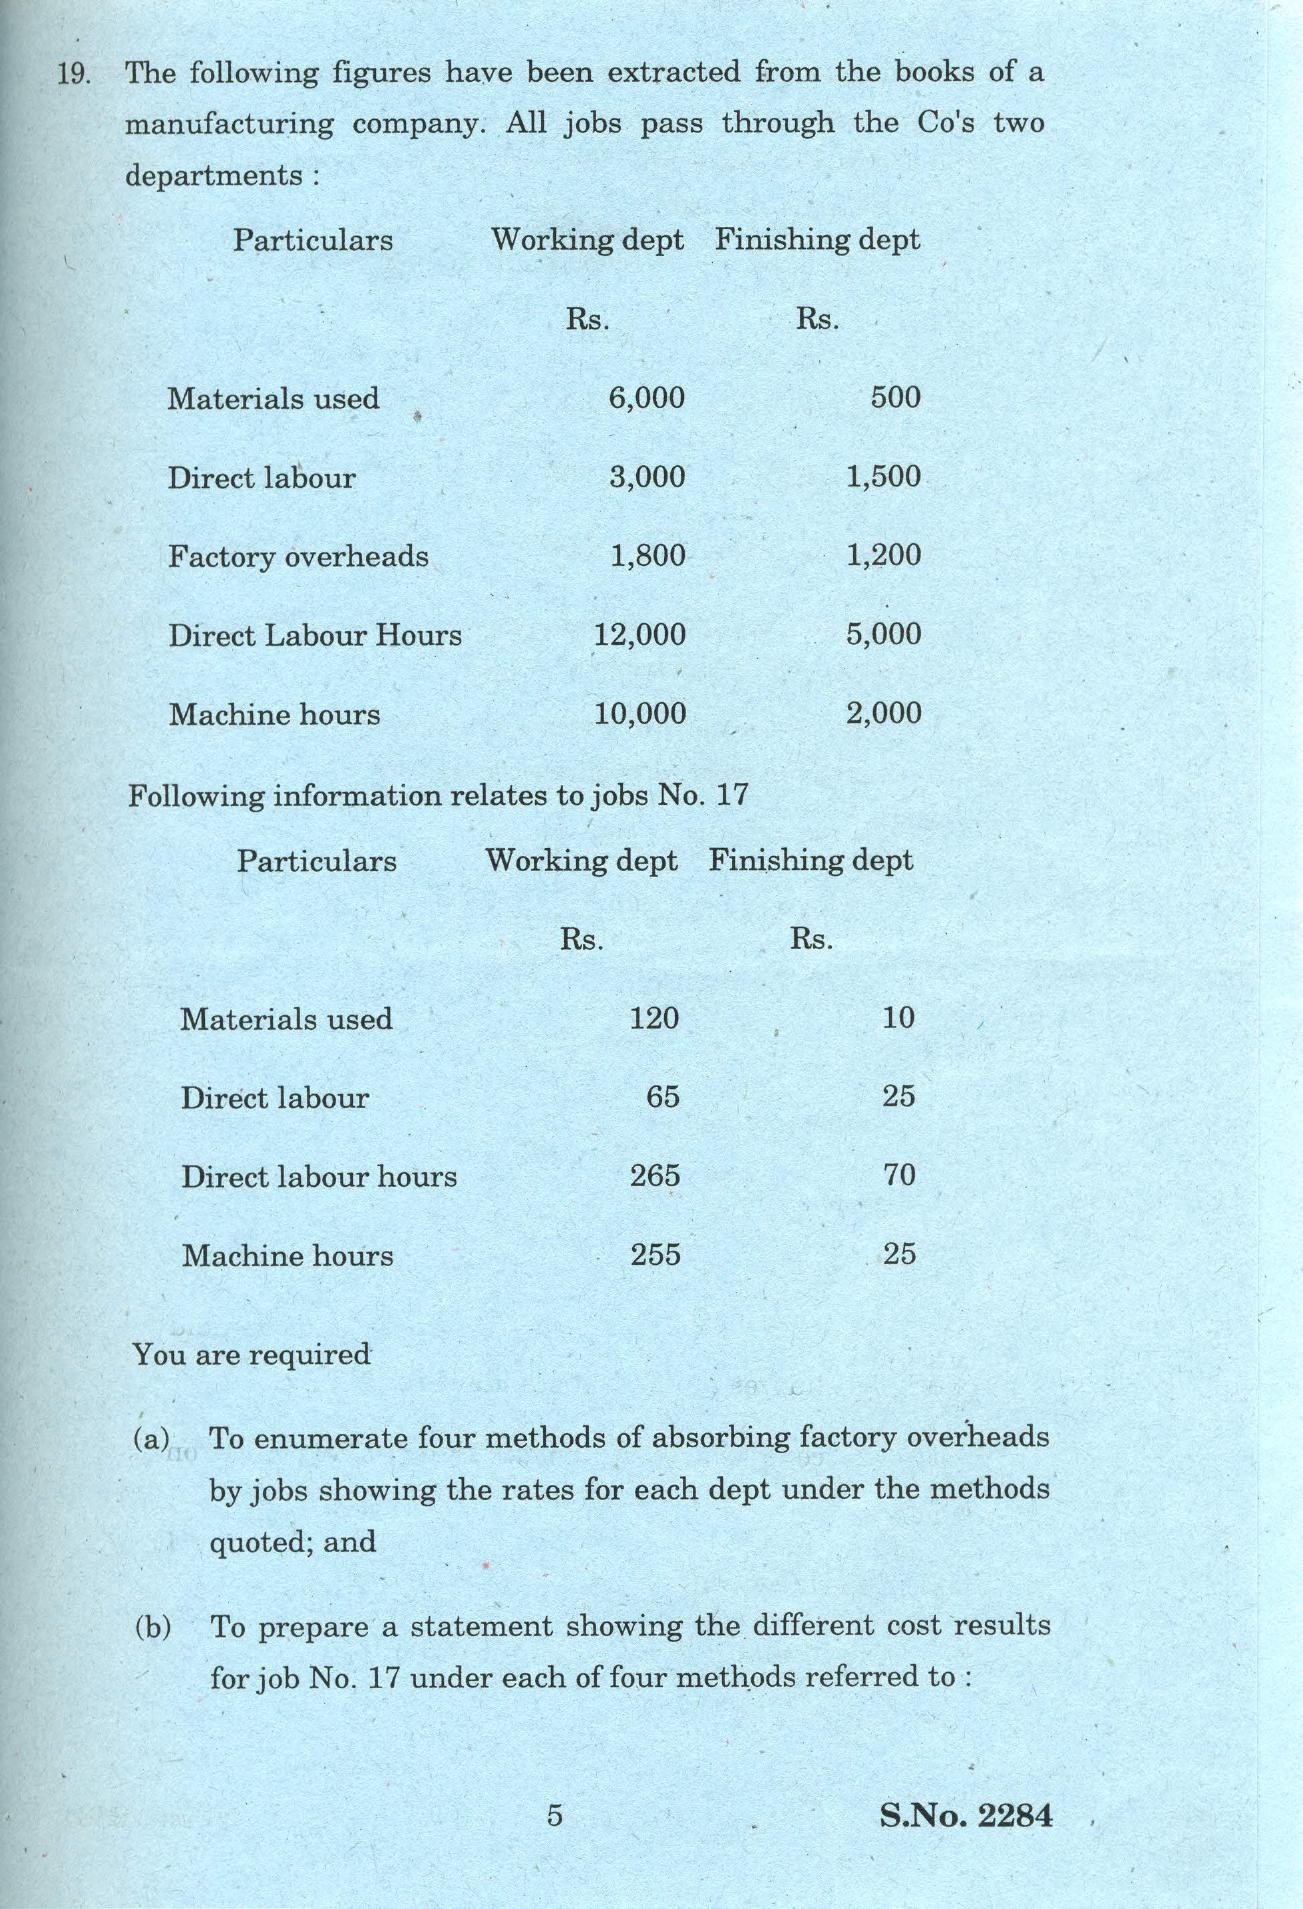 19. The following figures have been extracted from the books of a
manufacturing company. All jobs pass through the Co's two
departments :
Particulars Working dept Finishing dept
Rs. Rs.
Materials used 6,000 500
Direct labour 3,000 1,500
Factory overheads 1,800 1,200
Direct Labour Hours 12,000 5,000
Machine hours 10,000 2,000
Following information relates to jobs No. 17
Particulars Working dept Finishing dept
Rs. Rs.
Materials used 120 10
Direct labour 65 25
Direct labour hours 265 70
Machine hours 255 25
You are required
(a) To enumerate four methods of absorbing factory overheads
by jobs showing the rates for each dept under the methods
quoted; and
(b) To prepare a statement showing the different cost results
for job No. 17 under each of four methods referred to :
5 S.No. 2284